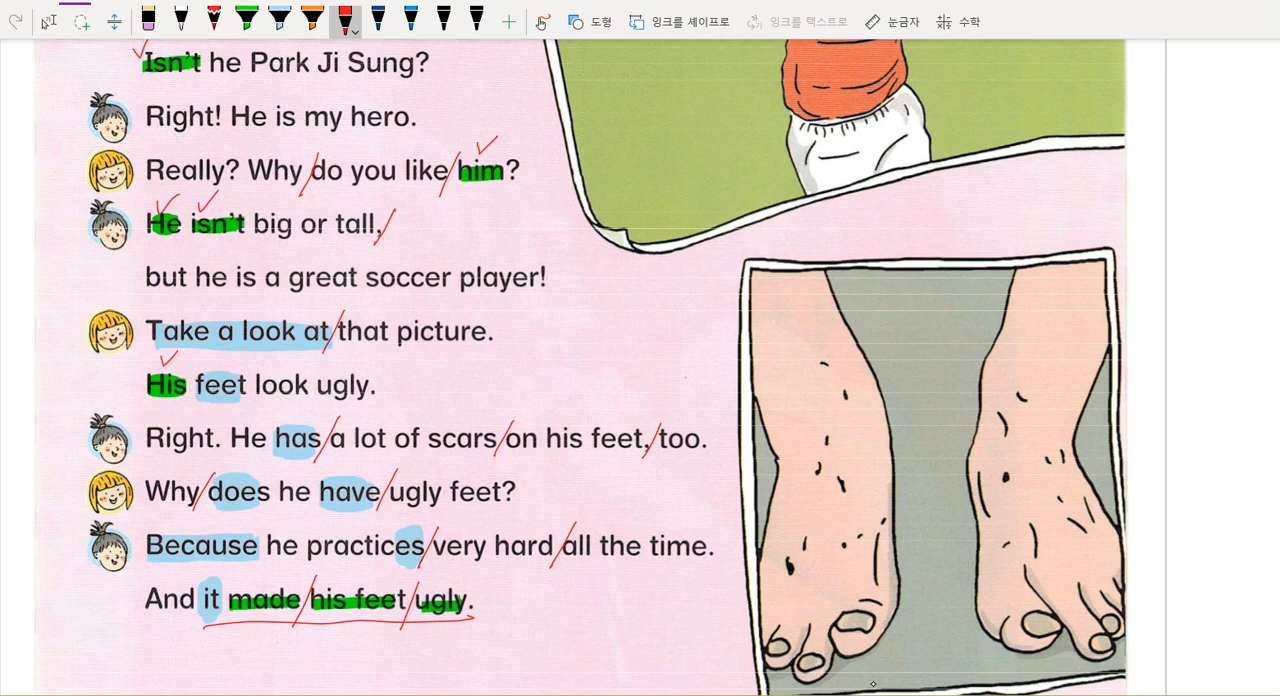 도형 잉크를 셰이프로 잉크를 텍스트로 눈금자 수학
Isn't he Park Ji Sung?
Right! He is my hero.
Really? Why do you like him?
He isn't big or tall,
but he is a great soccer player!
Take a look at that picture.
His feet look ugly.
Right. He has a lot of scars on his feet, too.
Why does he have ugly feet?
Because he practices very hard all the time.
And it made his feet ugly.